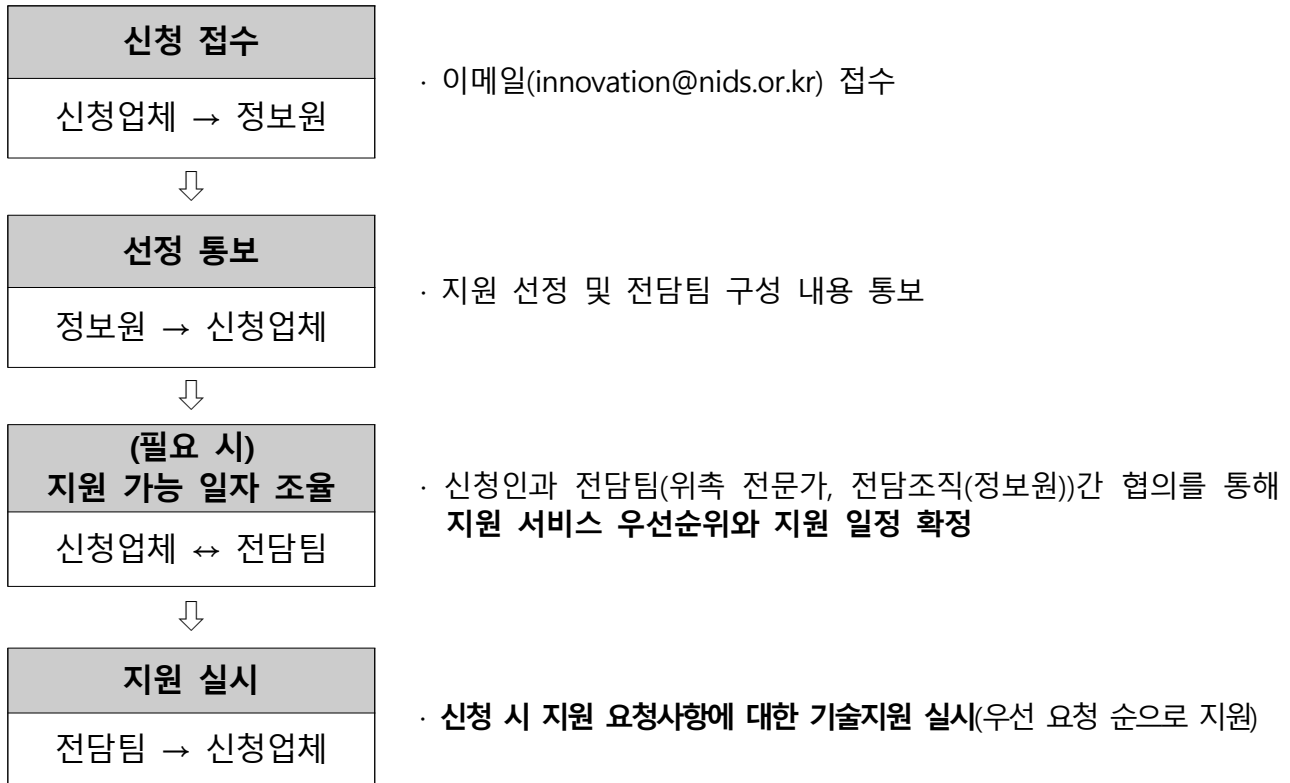 신청 접수
신청업체 → 정보원
· 이메일(innovation@nids.or.kr) 접수
⇩
선정 통보
정보원 → 신청업체
· 지원 선정 및 전담팀 구성 내용 통보
⇩
(필요 시)
지원 가능 일자 조율
신청업체 ↔ 전담팀
· 신청인과 전담팀(위촉 전문가, 전담조직(정보원))간 협의를 통해
지원 서비스 우선순위와 지원 일정 확정
⇩
지원 실시
전담팀 → 신청업체
· 신청 시 지원 요청사항에 대한 기술지원 실시(우선 요청 순으로 지원)